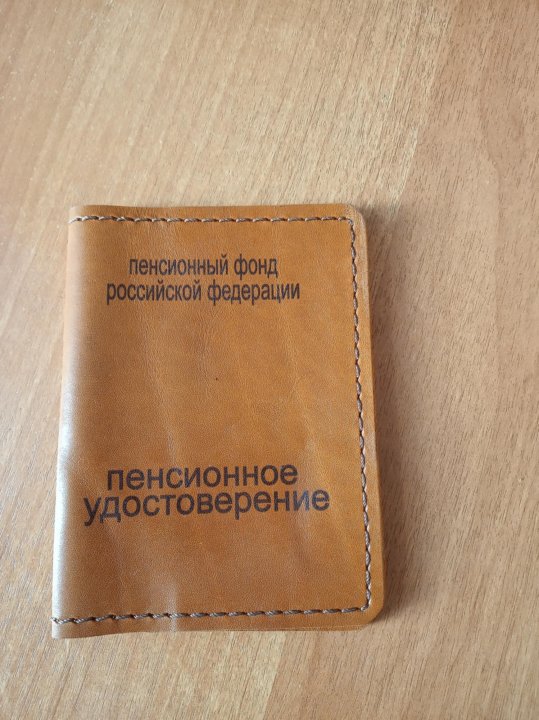 пенсионный фонд
российской федерации
пенсионное
удостоверение